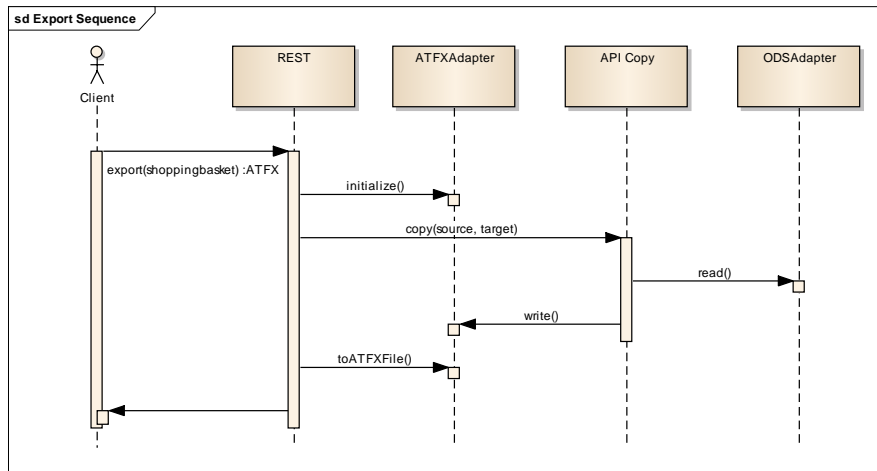 sd Export Sequence
REST
ATFXAdapter
API Copy
ODSAdapter
Client
export(shoppingbasket) :ATFX
initialize()
copy(source, target)
read()
write()
toATFXFile()